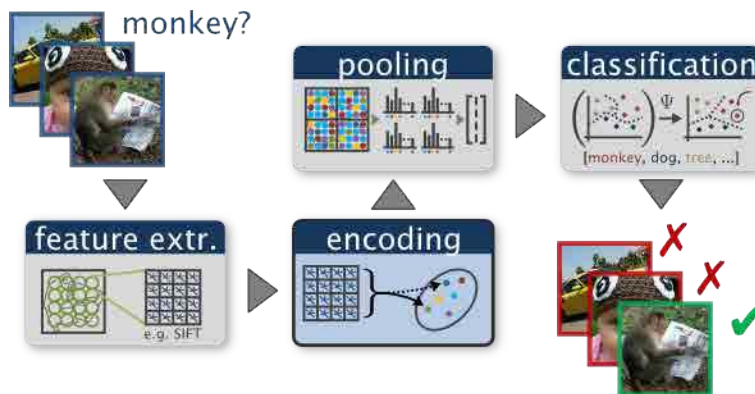 monkey?
feature extr.
e.g. SIFT
encoding
pooling
classification
Ψ
[monkey, dog, tree, ...]